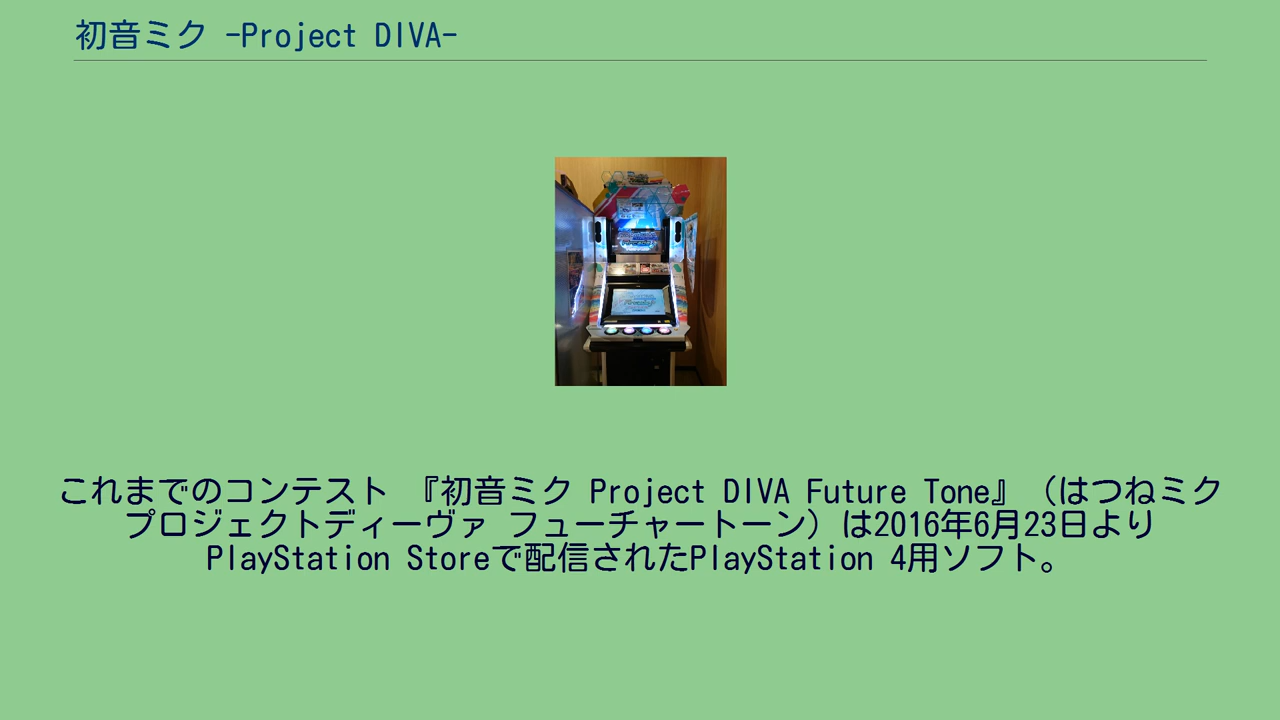 初音ミク -Project DIVA-
これまでのコンテスト 『初音ミク Project DIVA Future Tone』（はつねミク
プロジェクトディーヴァ フューチャートーン）は2016年6月23日より
PlayStation Storeで配信されたPlayStation 4用ソフト。